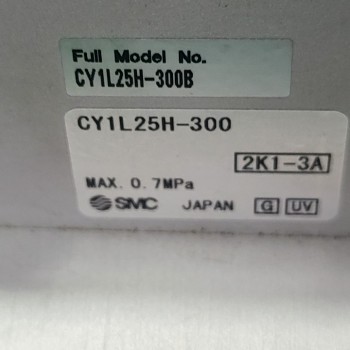 Full Model No.
CY1L25H-300B
CY1L25H-300
2K1-3A
MAX. 0.7MPa
SMC JAPAN G UV